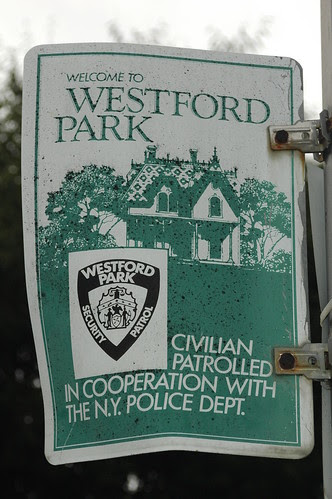 WELCOME TO
WESTFORD
PARK
WESTFORD
PARK
SECURITY PATROL
CIVILIAN
PATROLLED
IN COOPERATION WITH
THE N.Y. POLICE DEPT.